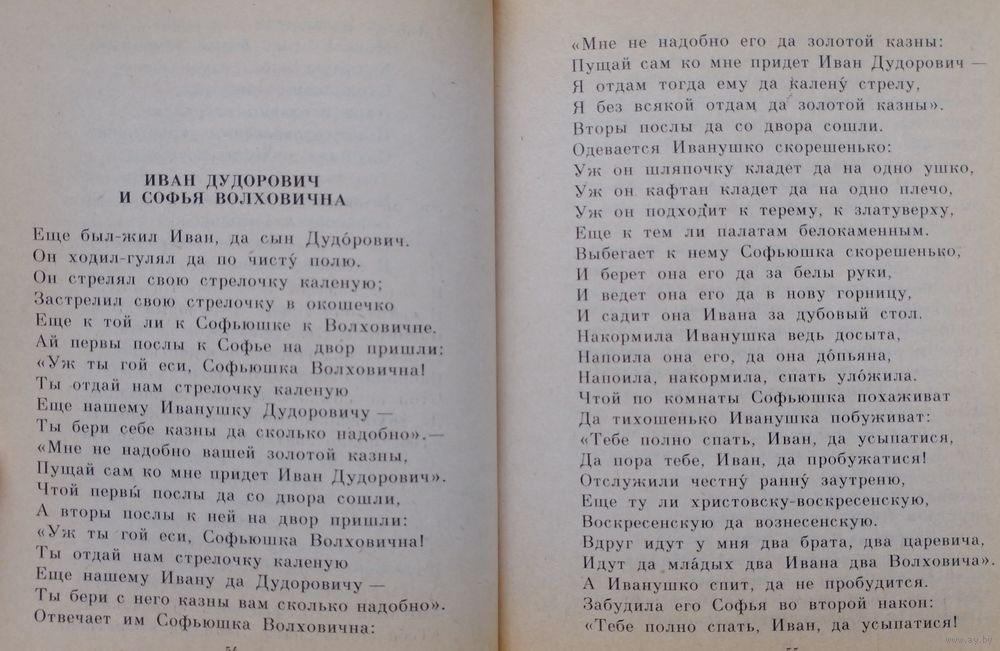 ИВАН ДУДОРОВИЧ
И СОФЬЯ ВОЛХОВИЧНА
Еще был-жил Иван, да сын Дудо́рович.
Он ходил-гулял да по чисту́ полю.
Он стрелял свою стрелочку каленую;
Застрелил свою стрелочку в окошечко
Еще к той ли к Софьюшке к Волховичне.
Ай первы послы к Софье на двор пришли:
«Уж ты гой еси, Софьюшка Волховична!
Ты отдай нам стрелочку каленую
Еще нашему Иванушку Дудоровичу —
Ты бери себе казны да сколько надобно».—
«Мне не надобно вашей золотой казны,
Пущай сам ко мне придет Иван Дудорович».
Чтой первы́ послы да со двора сошли,
А вторы послы к ней на двор пришли:
«Уж ты гой еси, Софьюшка Волховична!
Ты отдай нам стрелочку каленую
Еще нашему Ивану да Дудоровичу —
Ты бери с него казны вам сколько надобно».
Отвечает им Софьюшка Волховична:
54
«Мне не надобно его да золотой казны:
Пущай сам ко мне придет Иван Дудорович —
Я отдам тогда ему да калену́ стрелу,
Я без всякой отдам да золотой казны».
Вторы послы да со двора сошли.
Одевается Иванушко скорешенько:
Уж он шляпочку кладет да на одно ушко,
Уж он кафтан кладет да на одно плечо,
Уж он подходит к терему, к златуверху,
Еще к тем ли палатам белокаменным.
Выбегает к нему Софьюшка скорешенько,
И берет она его да за белы руки,
И ведет она его да в нову горницу,
И садит она Ивана за дубовый стол.
Накормила Иванушка ведь досыта,
Напоила она его, да она до́пьяна,
Напоила, накормила, спать уло́жила.
Чтой по комнаты Софьюшка похаживат
Да тихошенько Иванушка побуживат:
«Тебе полно спать, Иван, да усыпатися,
Да пора тебе, Иван, да пробужатися!
Отслужили честну́ ранну́ заутреню,
Еще ту ли христовску-воскресенскую,
Воскресенскую да вознесенскую.
Вдруг идут у мня два брата, два царевича,
Идут да мла́дых два Ивана два Волховича».
А Иванушко спит, да не пробудится.
Забудила его Софья во второй након:
«Тебе полно спать, Иван, да усыпатися!
55
www.ay.by